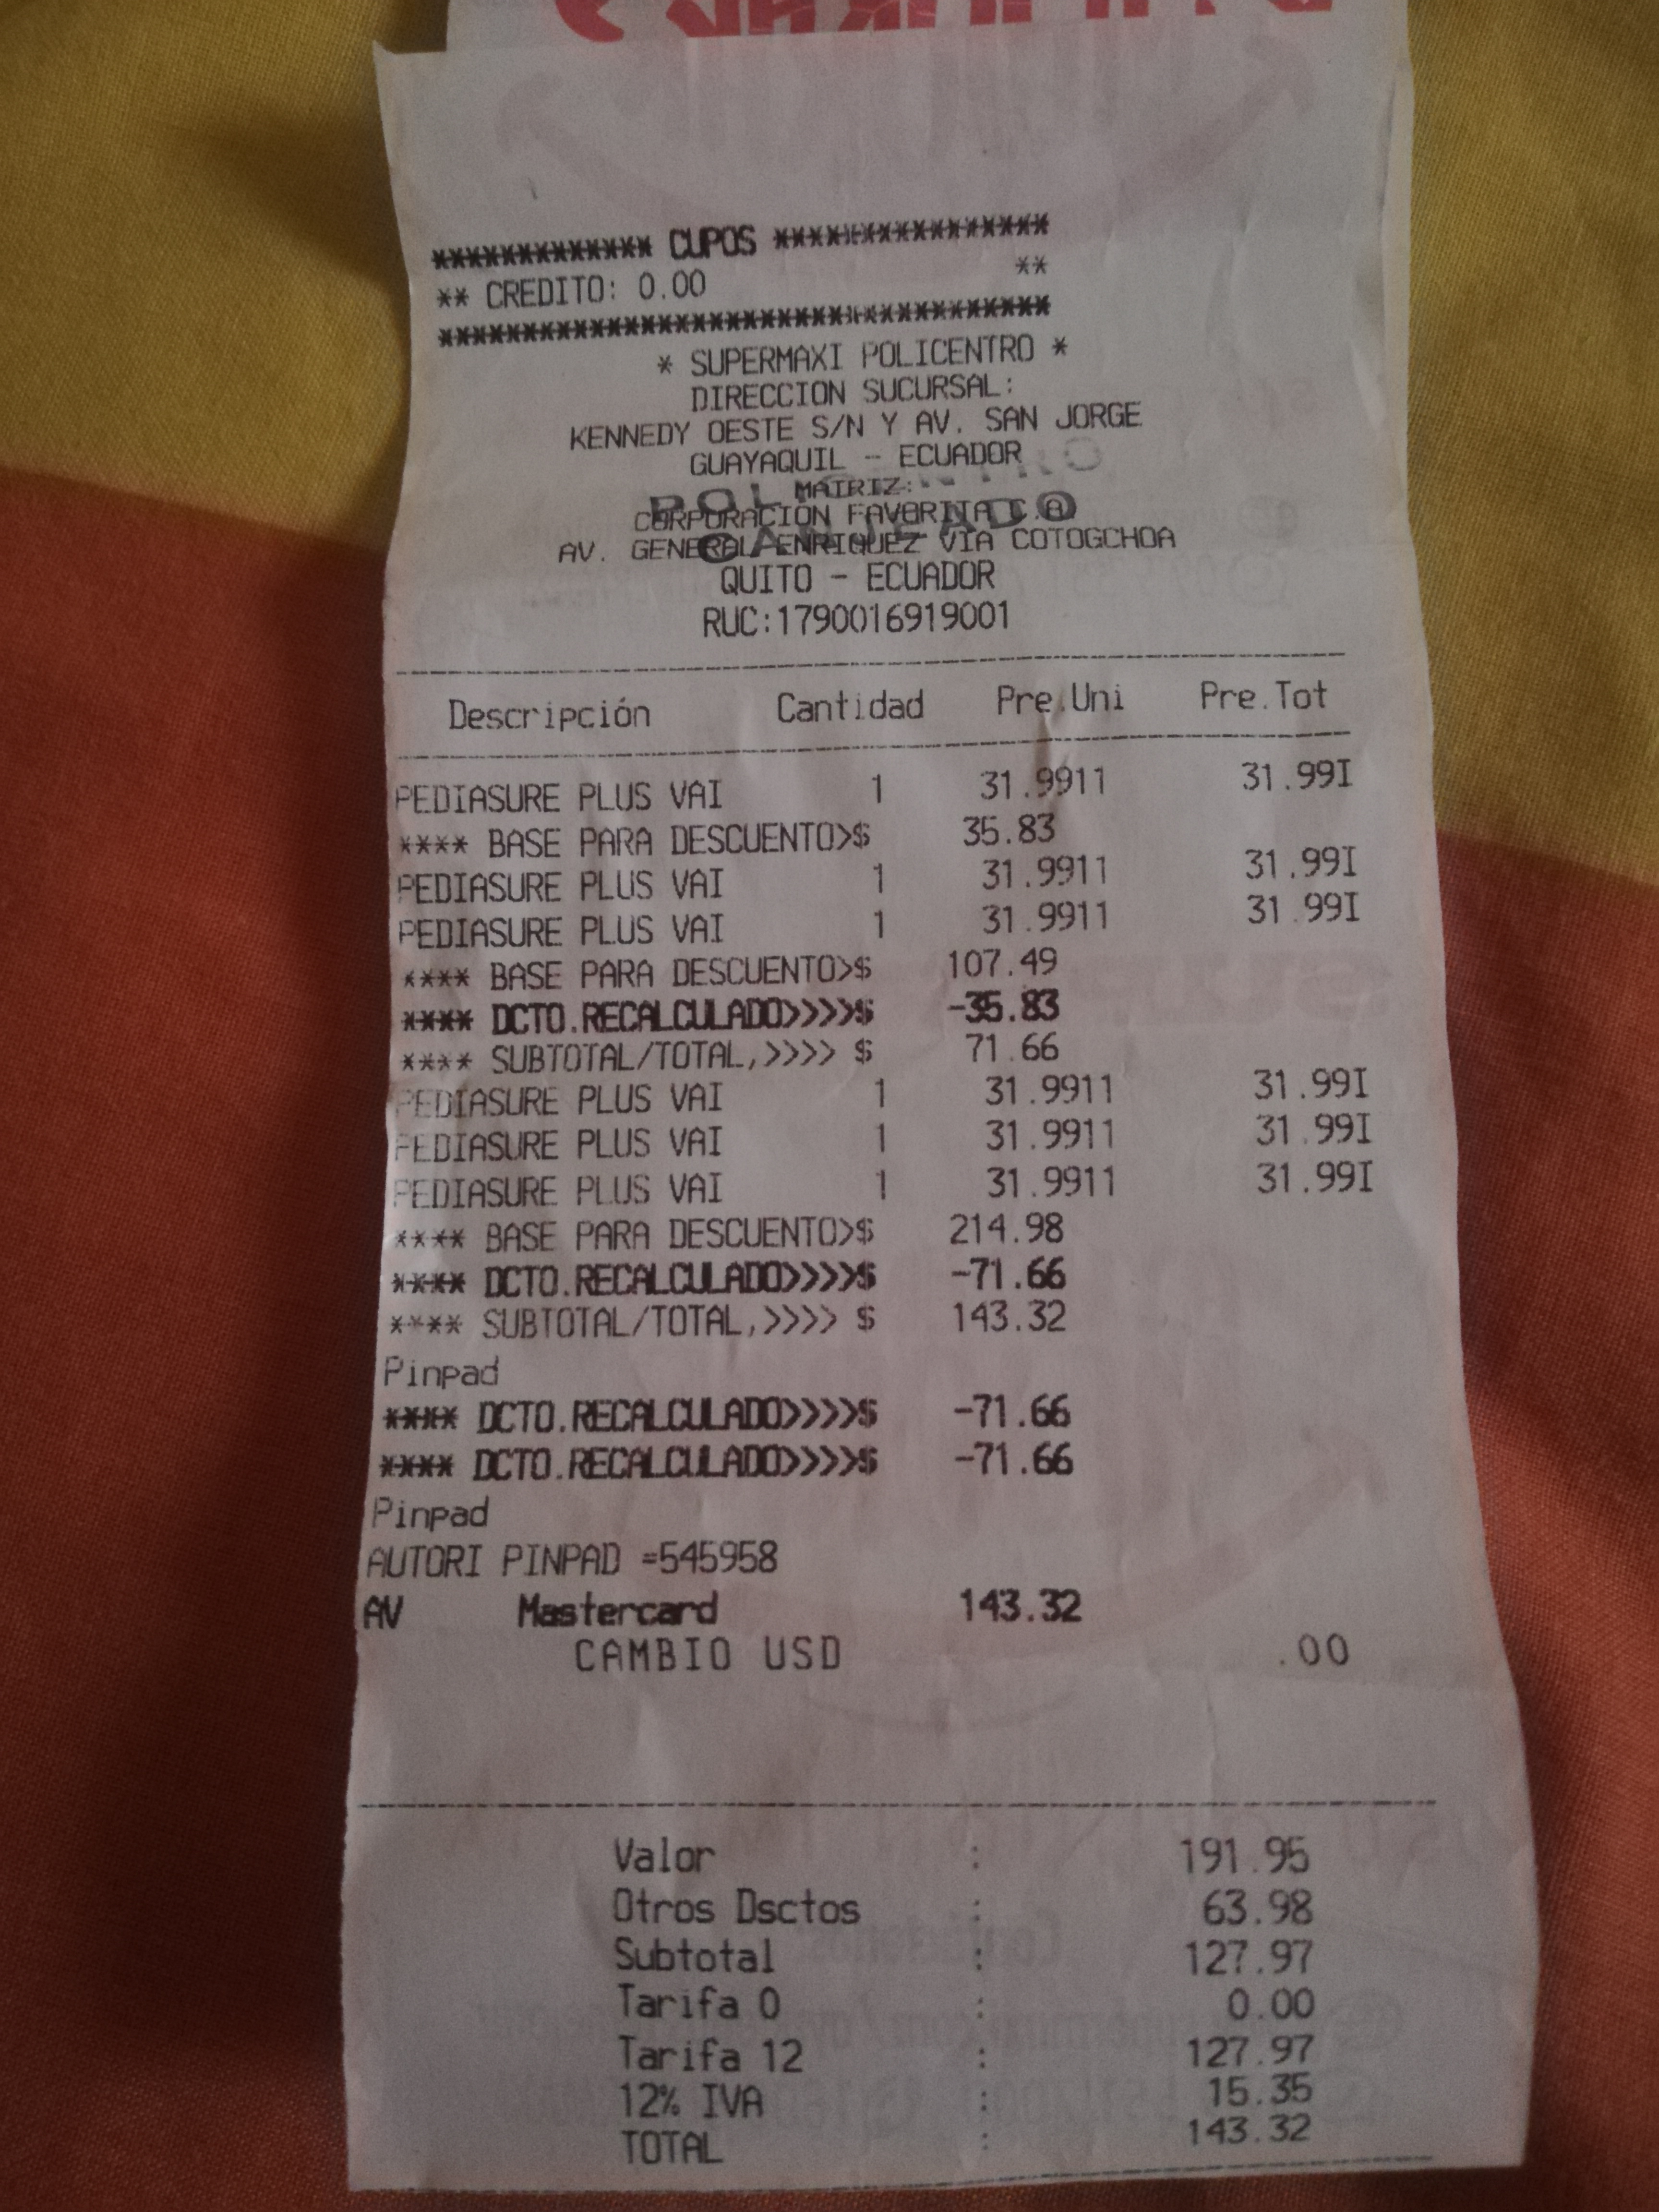 ************* CUPOS ****************
** CREDITO: 0.00 **
************************************
* SUPERMAXI POLICENTRO *
DIRECCION SUCURSAL:
KENNEDY OESTE S/N Y AV. SAN JORGE
GUAYAQUIL - ECUADOR
MATRIZ:
CORPORACION FAVORITA C.A.
CANJEADO
AV. GENERAL ENRIQUEZ VIA COTOGCHOA
QUITO - ECUADOR
RUC:1790016919001
Descripción Cantidad Pre.Uni Pre.Tot
PEDIASURE PLUS VAI 1 31.9911 31.99I
**** BASE PARA DESCUENTO>$ 35.83
PEDIASURE PLUS VAI 1 31.9911 31.99I
PEDIASURE PLUS VAI 1 31.9911 31.99I
**** BASE PARA DESCUENTO>$ 107.49
**** DCTO.RECALCULADO>>>>$ -35.83
**** SUBTOTAL/TOTAL,>>>> $ 71.66
PEDIASURE PLUS VAI 1 31.9911 31.99I
PEDIASURE PLUS VAI 1 31.9911 31.99I
PEDIASURE PLUS VAI 1 31.9911 31.99I
**** BASE PARA DESCUENTO>$ 214.98
**** DCTO.RECALCULADO>>>>$ -71.66
**** SUBTOTAL/TOTAL,>>>> $ 143.32
Pinpad
**** DCTO.RECALCULADO>>>>$ -71.66
**** DCTO.RECALCULADO>>>>$ -71.66
Pinpad
AUTORI PINPAD =545958
AV Mastercard 143.32
CAMBIO USD .00
Valor : 191.95
Otros Dsctos : 63.98
Subtotal : 127.97
Tarifa 0 : 0.00
Tarifa 12 : 127.97
12% IVA : 15.35
TOTAL : 143.32